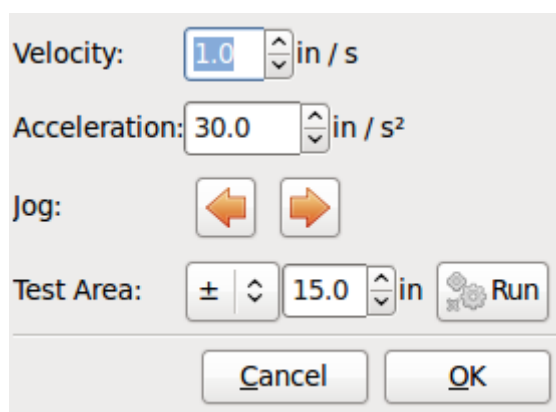 Velocity: 1.0 in / s
Acceleration: 30.0 in / s²
Jog:
Test Area: ± 15.0 in Run
Cancel OK